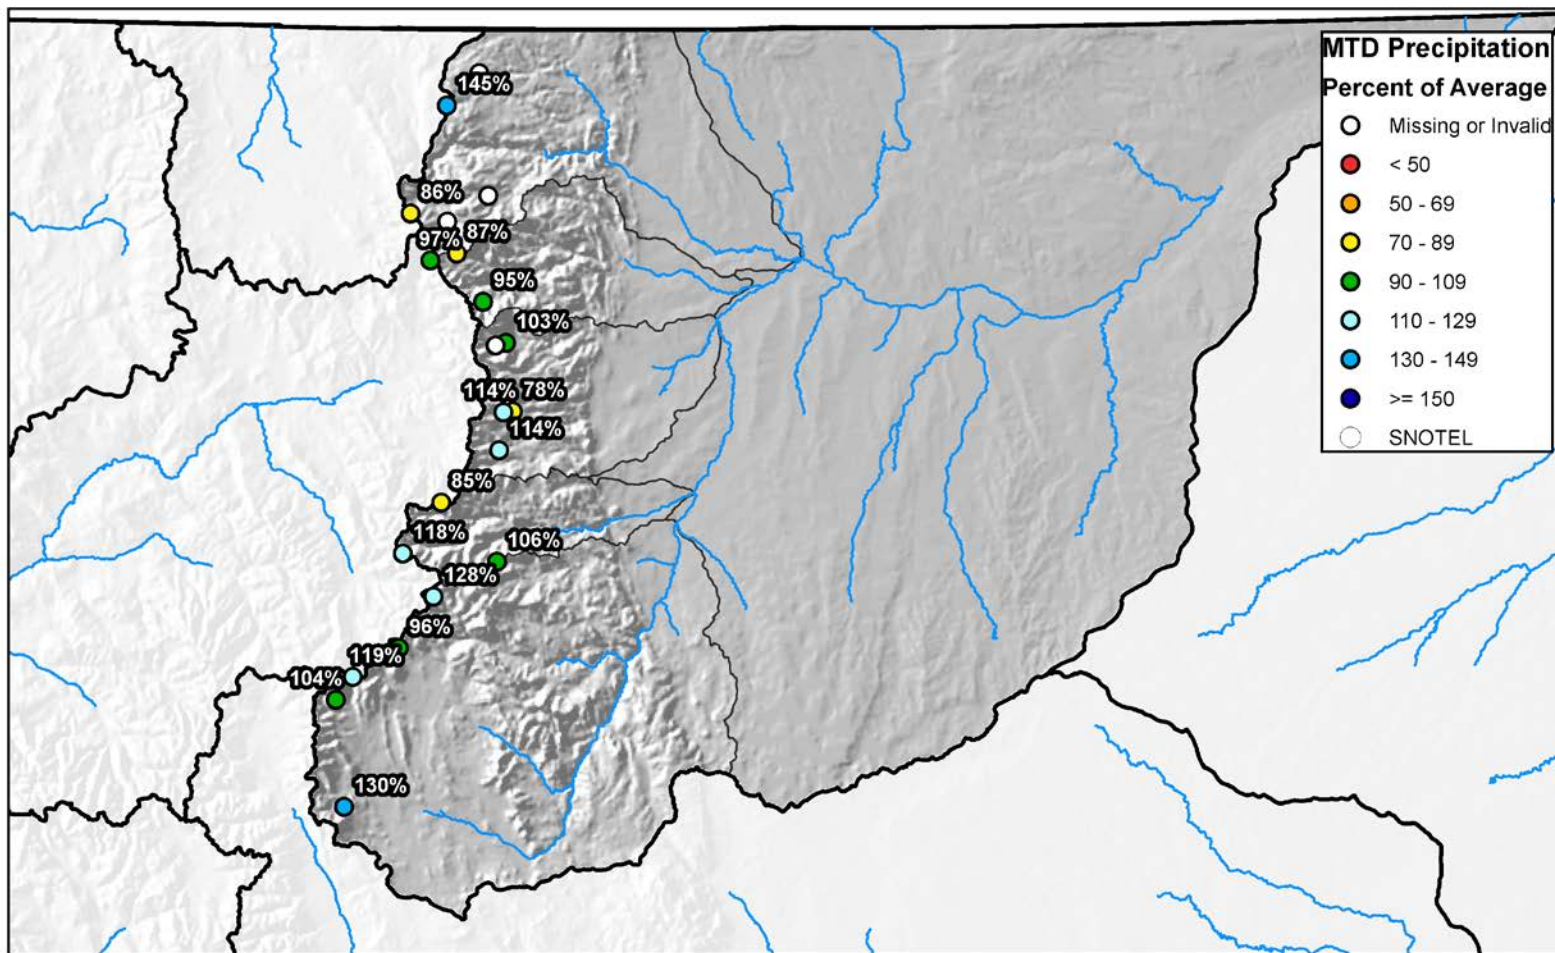 MTD Precipitation
Percent of Average
Missing or Invalid
< 50
50 - 69
70 - 89
90 - 109
110 - 129
130 - 149
>= 150
SNOTEL
145%
86%
87%
97%
95%
103%
114% 78%
114%
85%
118%
106%
128%
96%
119%
104%
130%